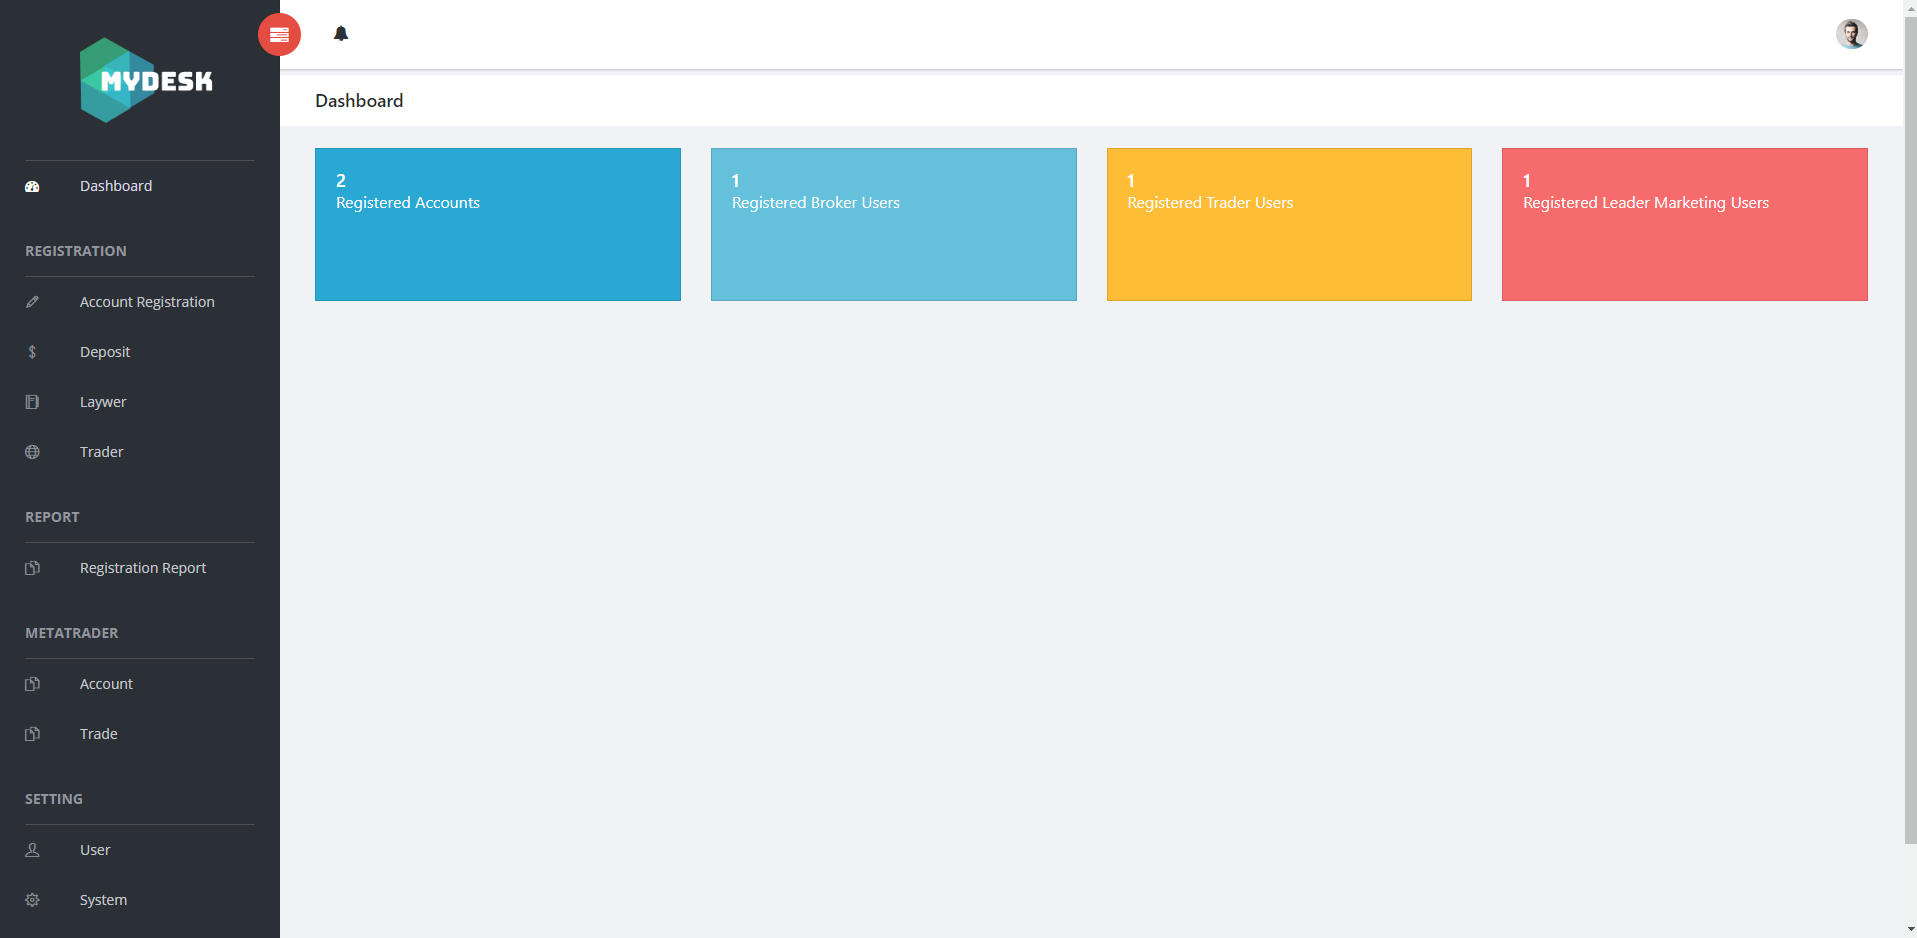 MYDESK
Dashboard
REGISTRATION
Account Registration
Deposit
Laywer
Trader
REPORT
Registration Report
METATRADER
Account
Trade
SETTING
User
System
Dashboard
2
Registered Accounts
1
Registered Broker Users
1
Registered Trader Users
1
Registered Leader Marketing Users